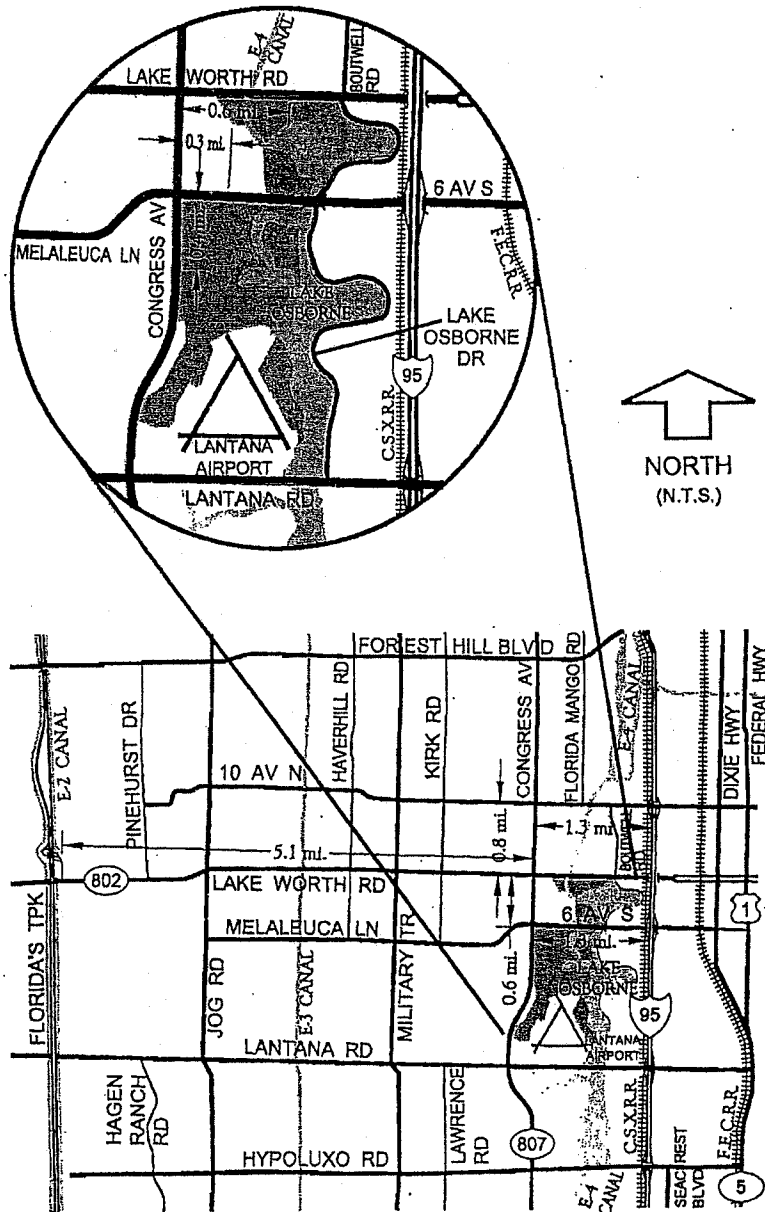 E-4
CANAL
BOUTWELL
RD
LAKE WORTH RD
0.6 mi.
0.3 mi.
6 AV S
MELALEUCA LN
CONGRESS AV
F.E.C.R.R.
LAKE
OSBORNE
LAKE
OSBORNE
DR
95
C.S.X.R.R.
LANTANA
AIRPORT
LANTANA RD
NORTH
(N.T.S.)
FOREST HILL BLVD
HAVERHILL RD
KIRK RD
CONGRESS AV
FLORIDA MANGO RD
E-4 CANAL
DIXIE HWY
FEDERAL HWY
E-2 CANAL
PINEHURST DR
10 AV N
0.8 mi.
1.3 mi.
BOUTWELL
RD
5.1 mi.
802
LAKE WORTH RD
6 AV S
1
MELALEUCA LN
0.6 mi.
LAKE
OSBORNE
FLORIDA'S TPK
JOG RD
E-3 CANAL
MILITARY TR
95
LANTANA
AIRPORT
LANTANA RD
HAGEN
RANCH
RD
LAWRENCE
RD
C.S.X.R.R.
F.E.C.R.R.
807
HYPOLUXO RD
E-4
CANAL
SEACREST
BLVD
5